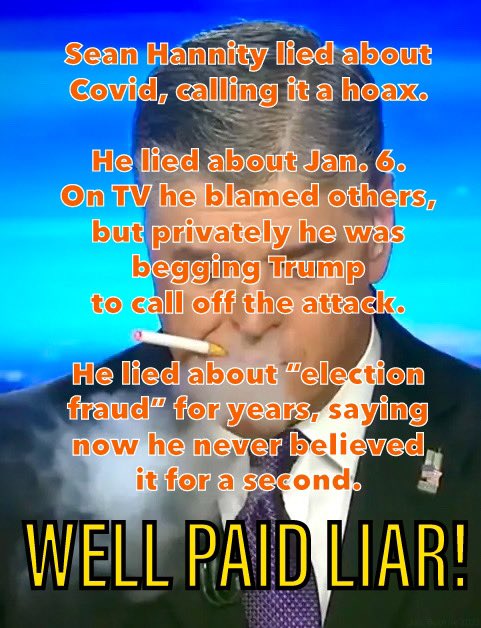 Sean Hannity lied about
Covid, calling it a hoax.
He lied about Jan. 6.
On TV he blamed others,
but privately he was
begging Trump
to call off the attack.
He lied about “election
fraud” for years, saying
now he never believed
it for a second.
WELL PAID LIAR!